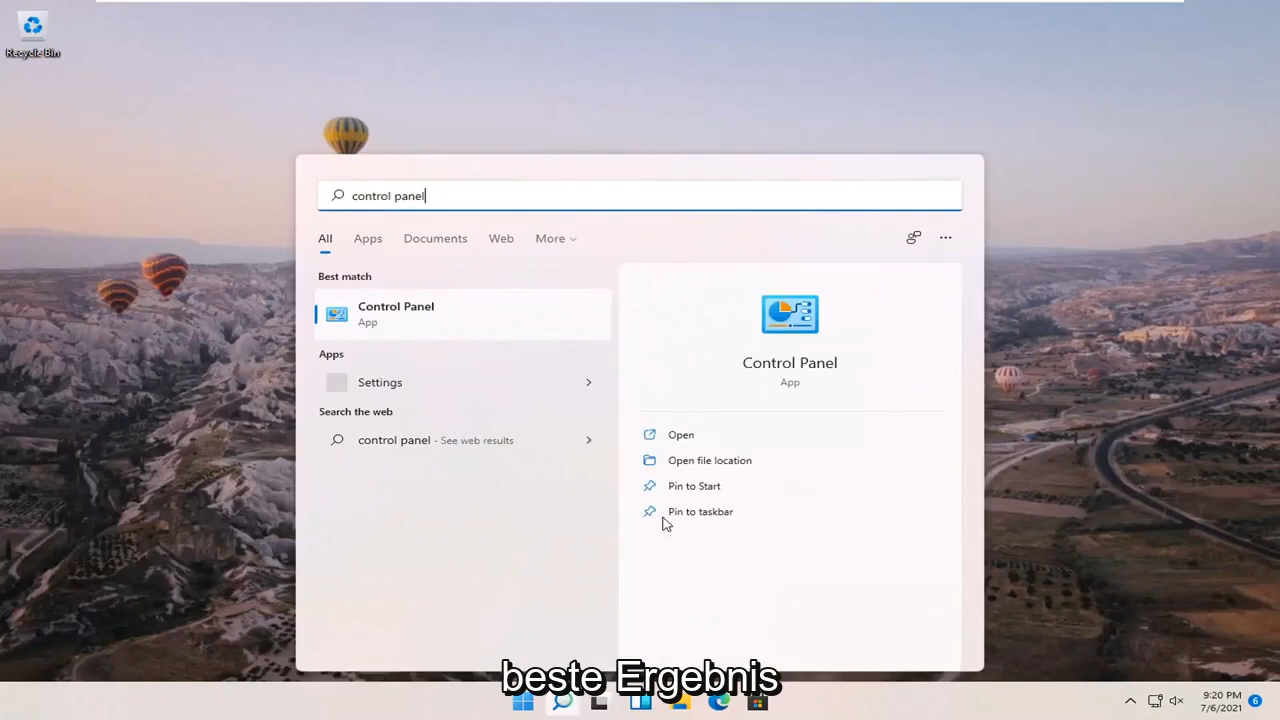 Recycle Bin
control panel
All Apps Documents Web More
Best match
Control Panel
App
Apps
Settings
Search the web
control panel - See web results
Control Panel
App
Open
Open file location
Pin to Start
Pin to taskbar
beste Ergebnis
9:20 PM
7/6/2021
6